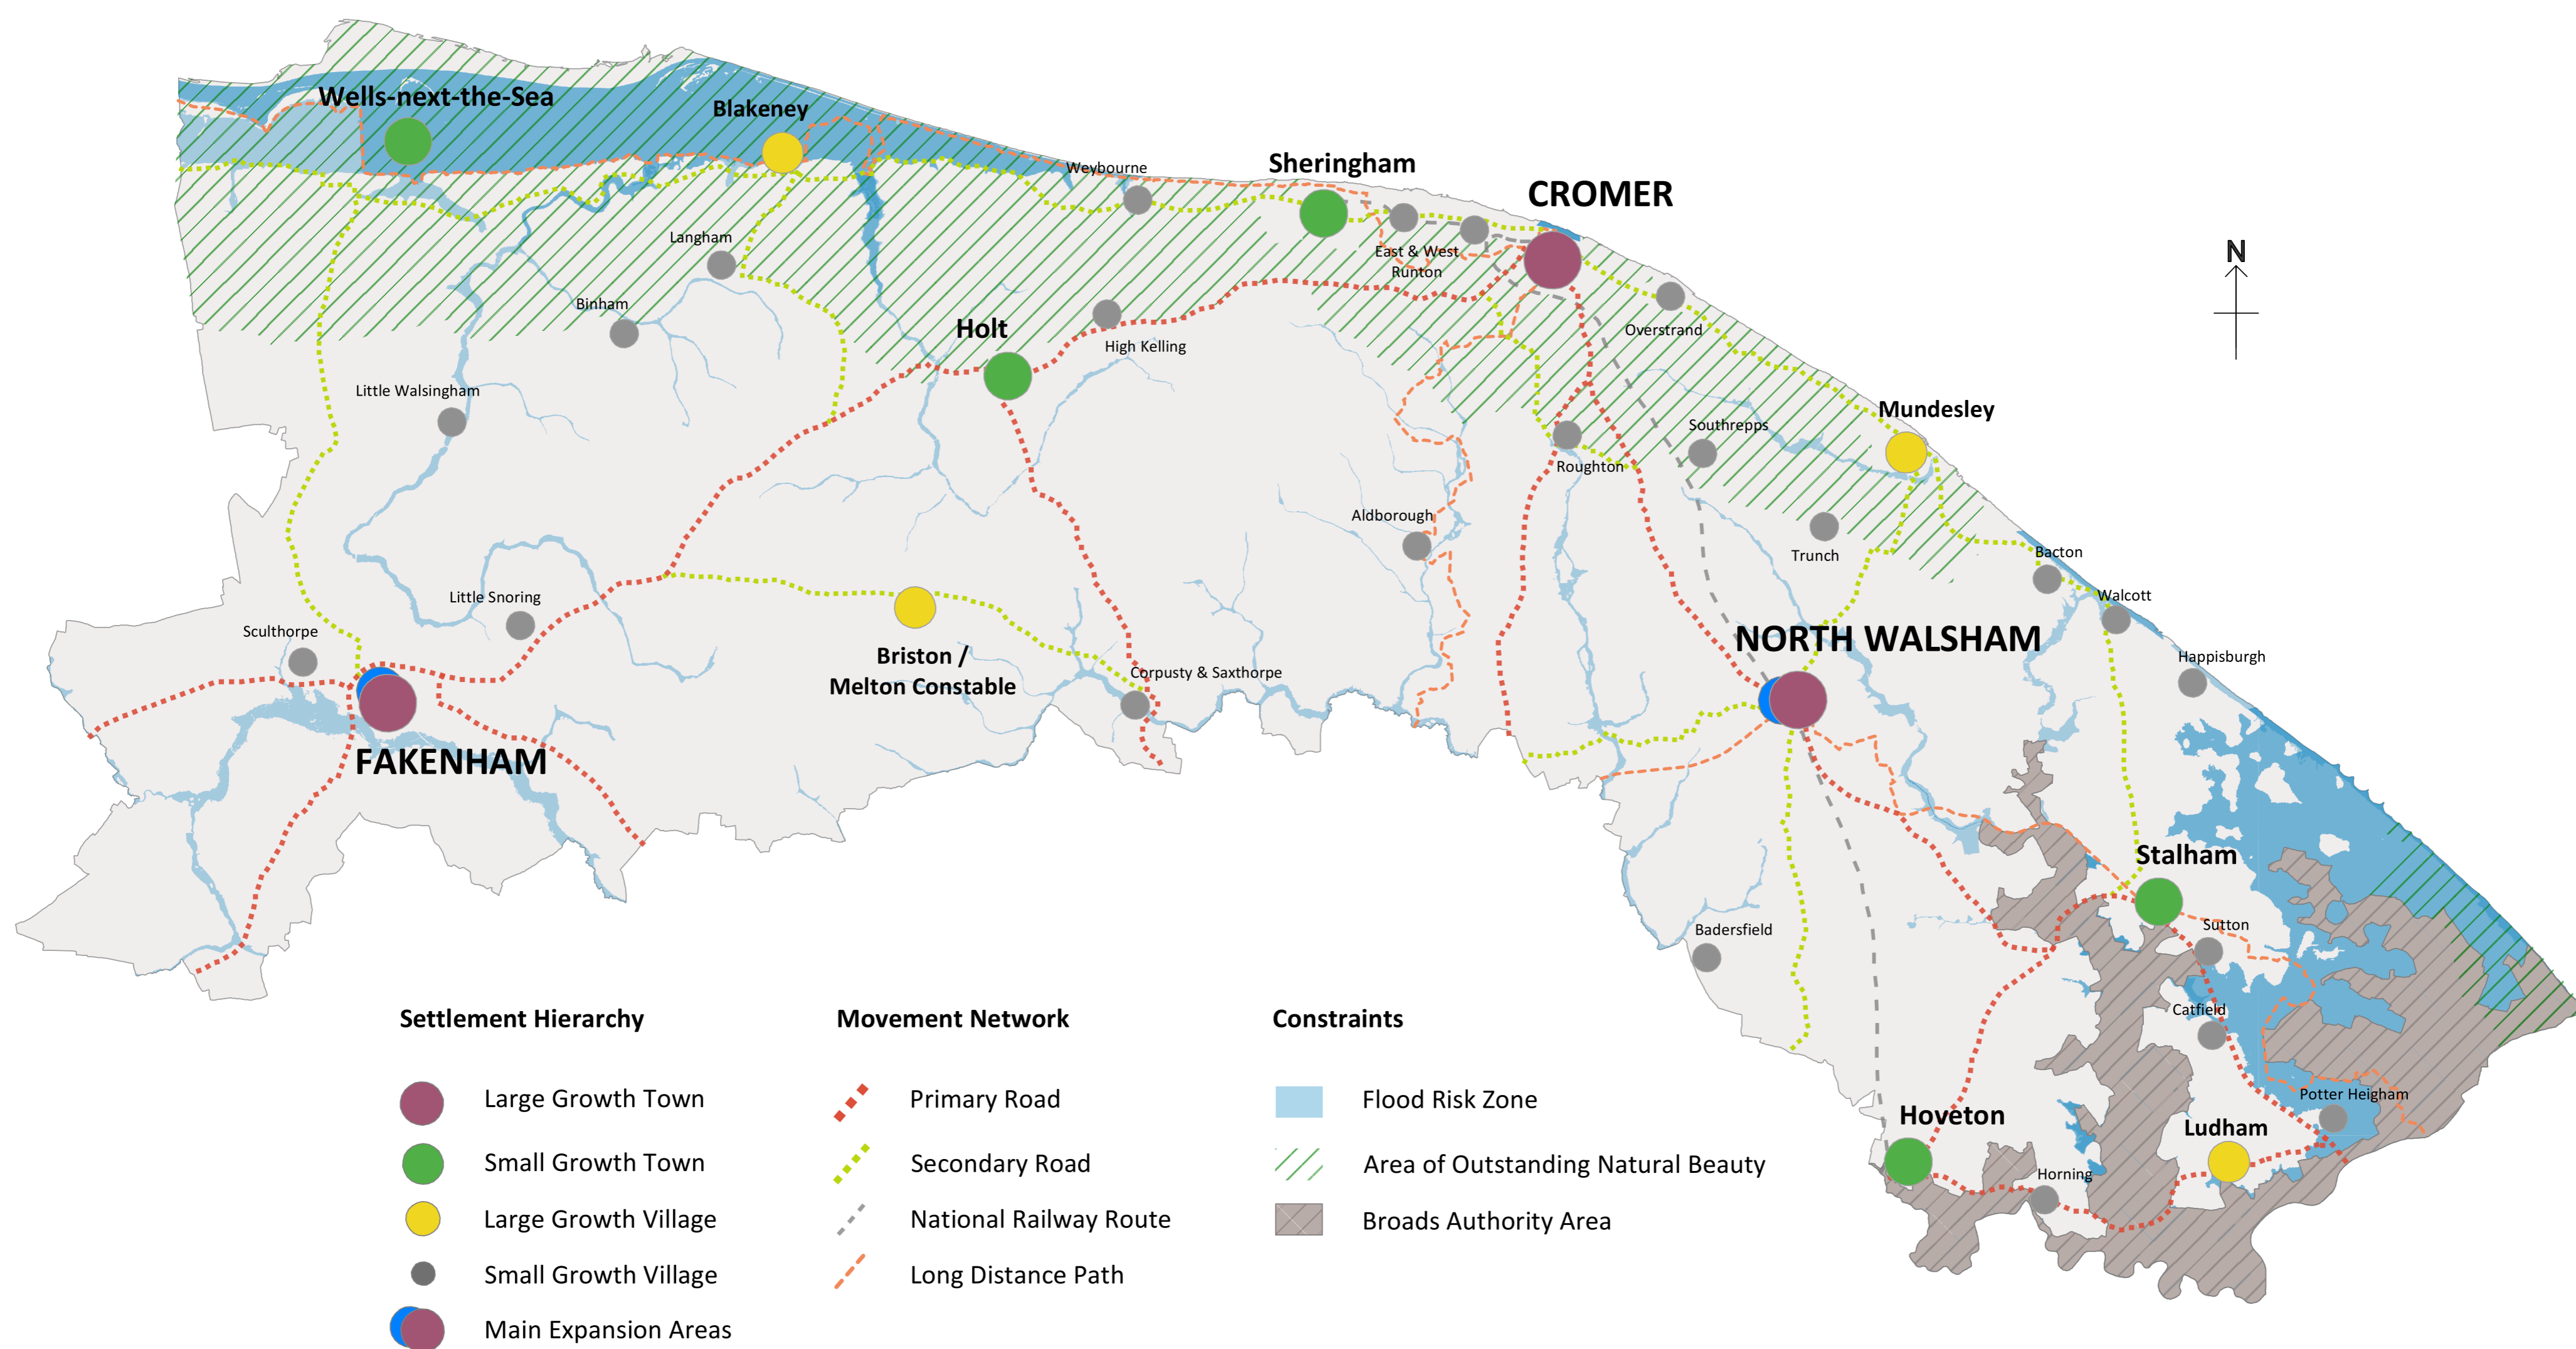 Wells-next-the-Sea
Blakeney
Weybourne
Sheringham
CROMER
East & West
Runton
Langham
Binham
Holt
High Kelling
Overstrand
N
Little Walsingham
Mundesley
Southrepps
Roughton
Aldborough
Trunch
Bacton
Walcott
Little Snoring
Sculthorpe
Briston /
Melton Constable
Corpusty & Saxthorpe
NORTH WALSHAM
Happisburgh
FAKENHAM
Stalham
Sutton
Badersfield
Catfield
Potter Heigham
Hoveton
Ludham
Horning
Settlement Hierarchy
Large Growth Town
Small Growth Town
Large Growth Village
Small Growth Village
Main Expansion Areas
Movement Network
Primary Road
Secondary Road
National Railway Route
Long Distance Path
Constraints
Flood Risk Zone
Area of Outstanding Natural Beauty
Broads Authority Area